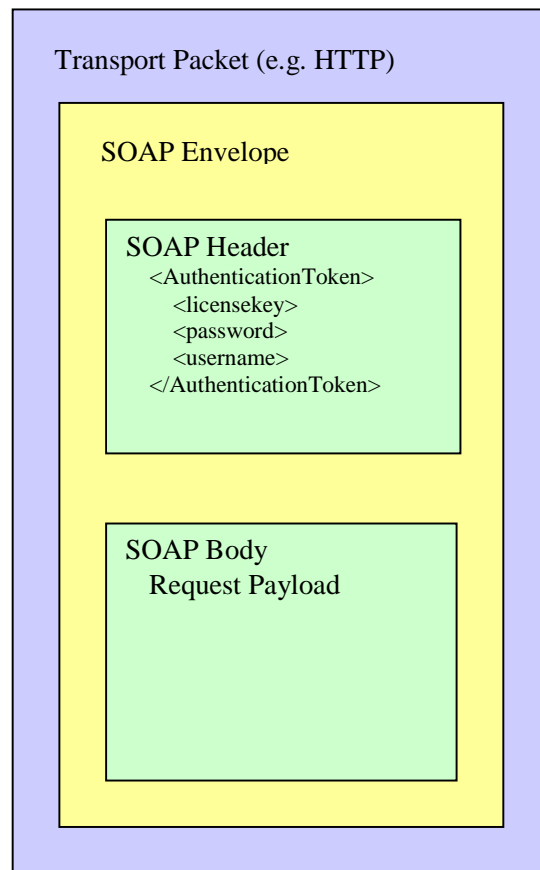 Transport Packet (e.g. HTTP)
SOAP Envelope
SOAP Header
<AuthenticationToken>
<licensekey>
<password>
<username>
</AuthenticationToken>
SOAP Body
Request Payload